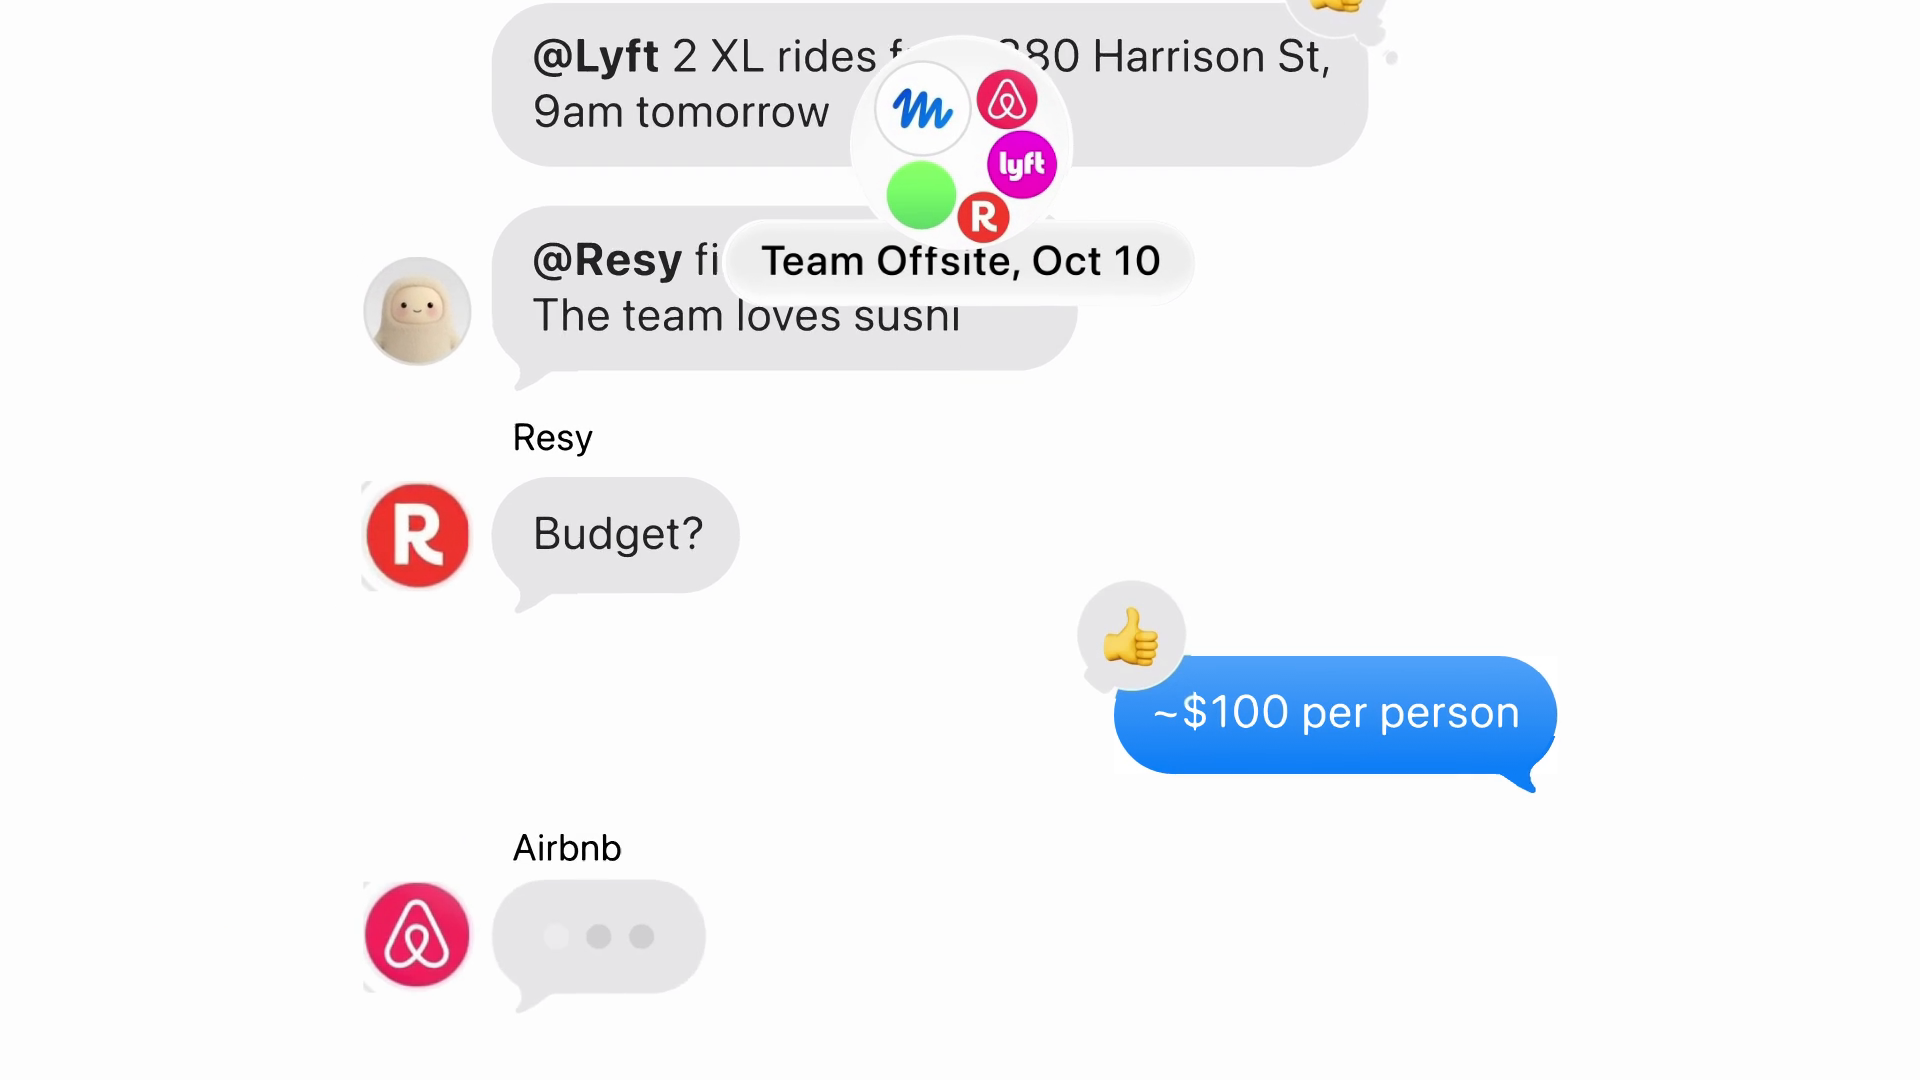 @Lyft 2 XL rides 80 Harrison St,
9am tomorrow
lyft
R
@Resy
Team Offsite, Oct 10
The team loves sushi
Resy
R
Budget?
~$100 per person
Airbnb